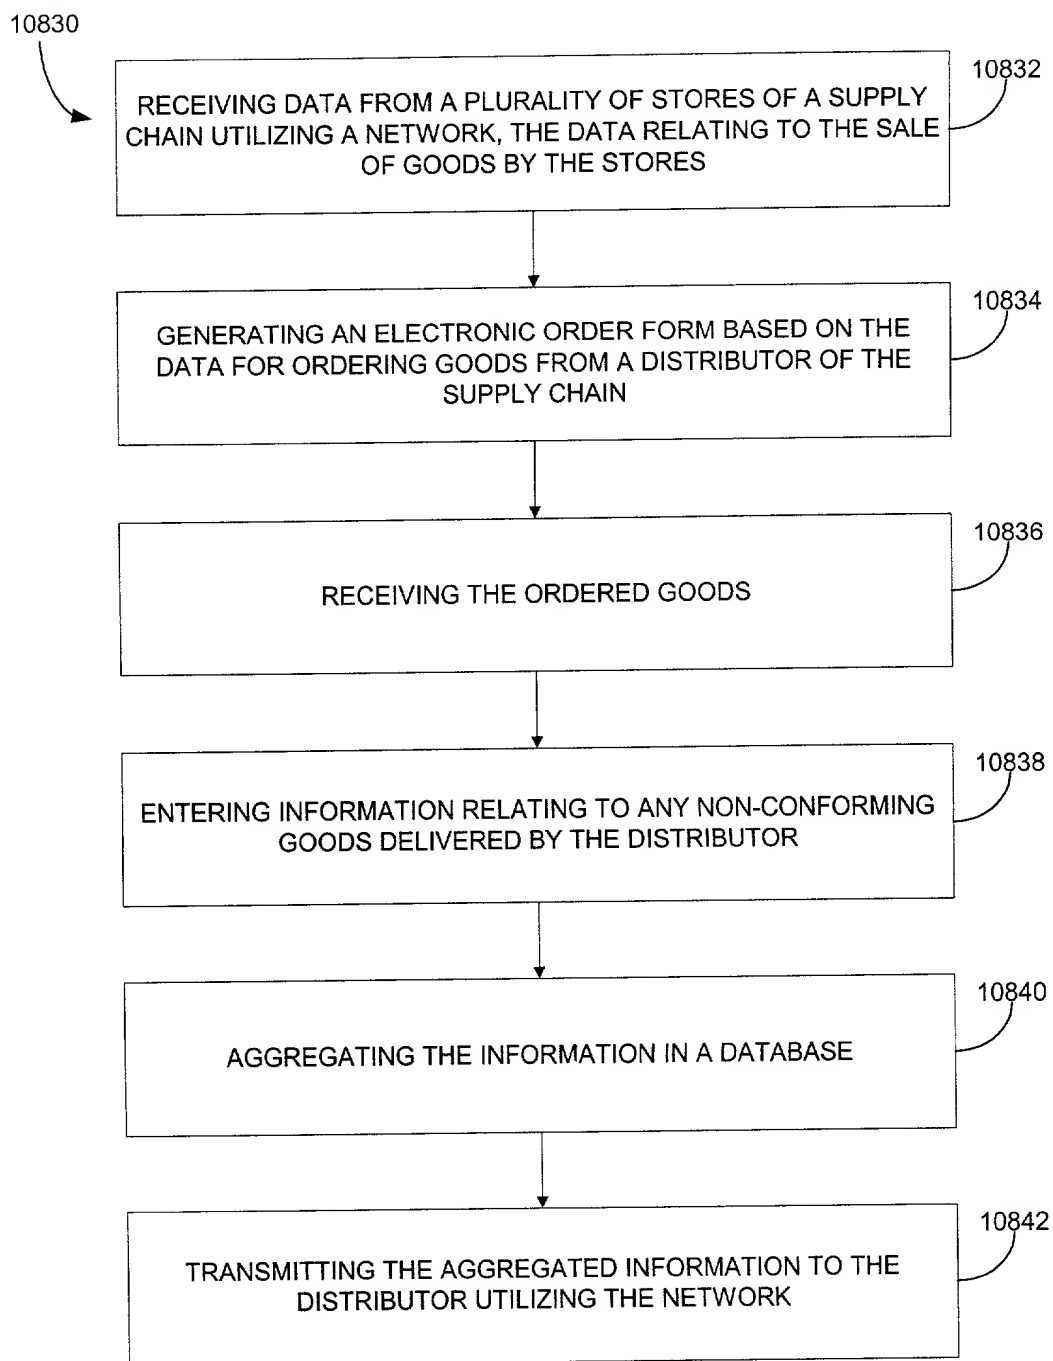 10830
10832
RECEIVING DATA FROM A PLURALITY OF STORES OF A SUPPLY
CHAIN UTILIZING A NETWORK, THE DATA RELATING TO THE SALE
OF GOODS BY THE STORES
10834
GENERATING AN ELECTRONIC ORDER FORM BASED ON THE
DATA FOR ORDERING GOODS FROM A DISTRIBUTOR OF THE
SUPPLY CHAIN
10836
RECEIVING THE ORDERED GOODS
10838
ENTERING INFORMATION RELATING TO ANY NON-CONFORMING
GOODS DELIVERED BY THE DISTRIBUTOR
10840
AGGREGATING THE INFORMATION IN A DATABASE
10842
TRANSMITTING THE AGGREGATED INFORMATION TO THE
DISTRIBUTOR UTILIZING THE NETWORK